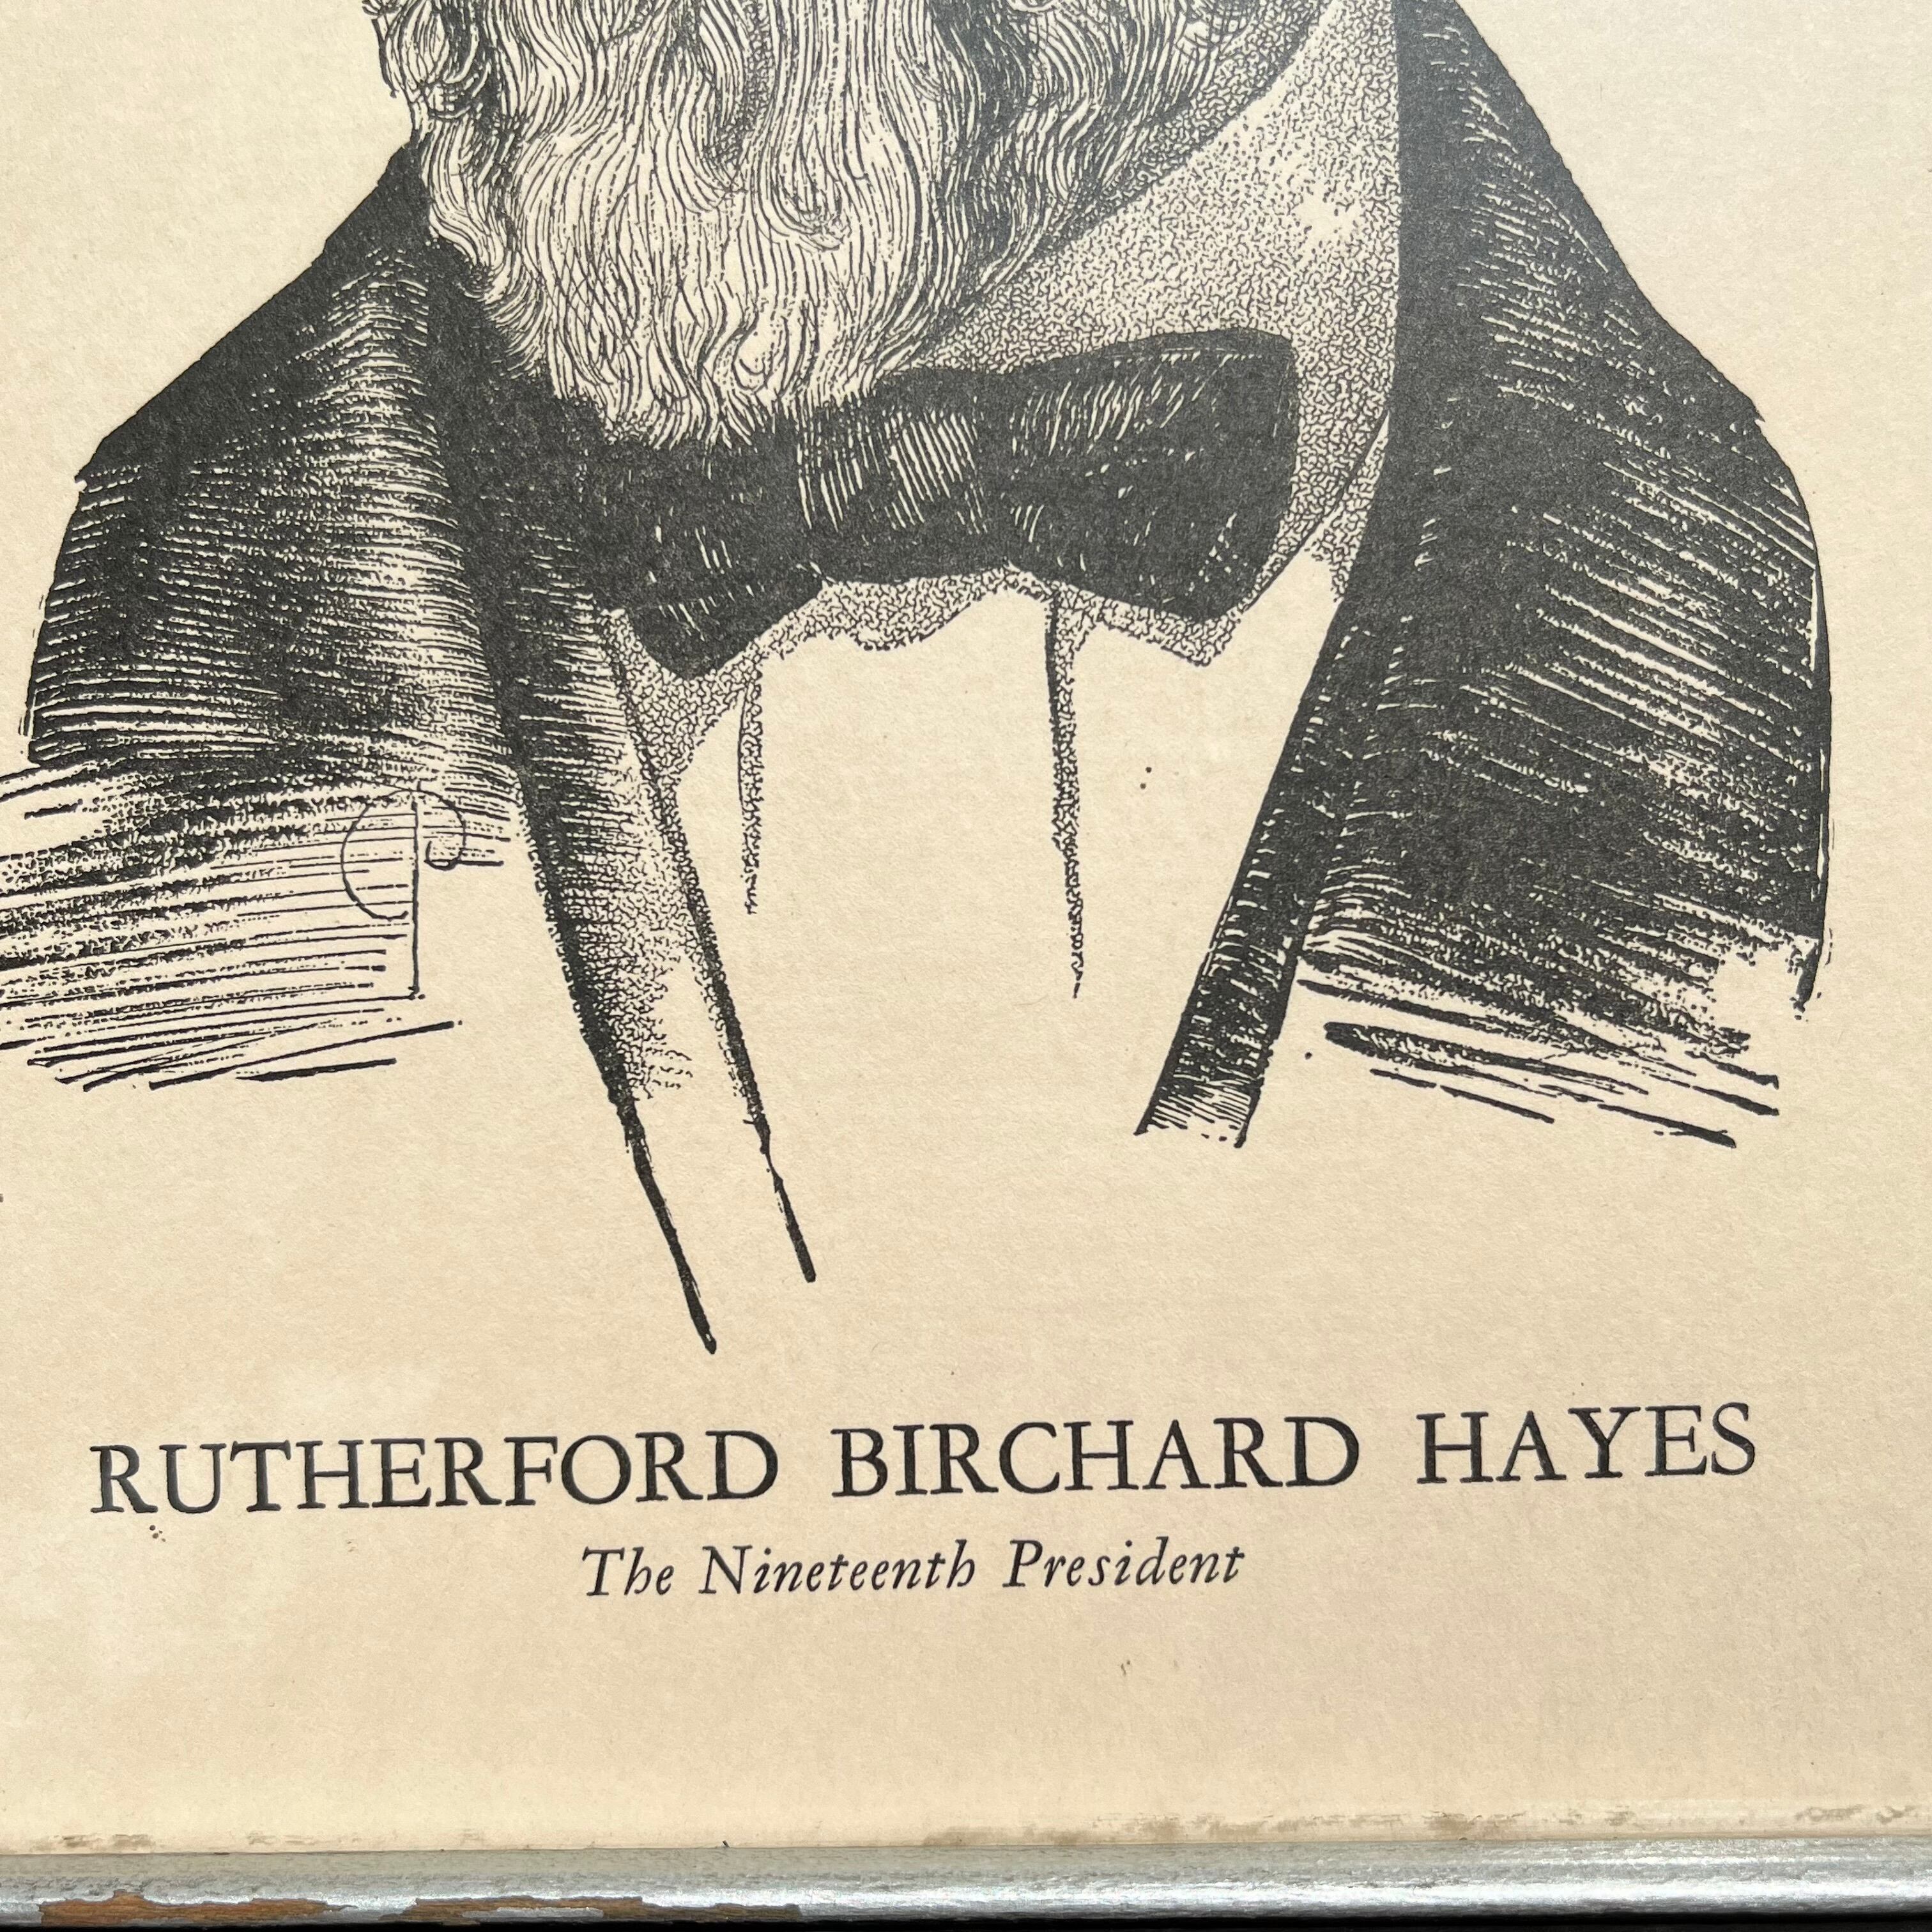 RUTHERFORD BIRCHARD HAYES
The Nineteenth President